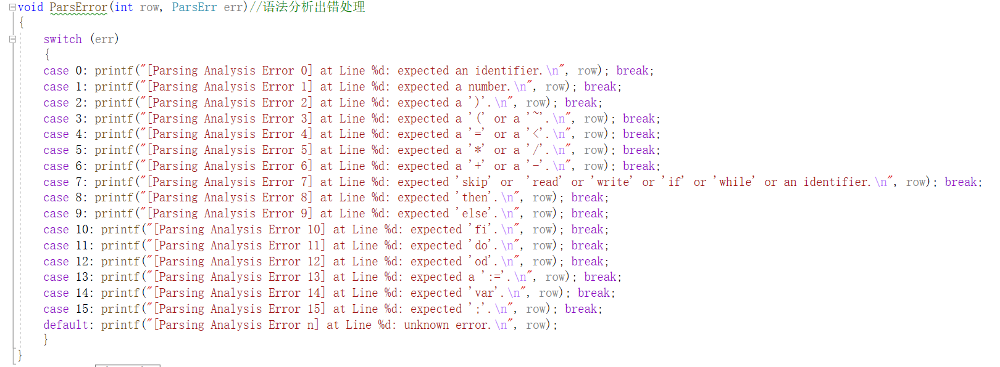 void ParsError(int row, ParsErr err)//语法分析出错处理
{
switch (err)
{
case 0: printf("[Parsing Analysis Error 0] at Line %d: expected an identifier.\n", row); break;
case 1: printf("[Parsing Analysis Error 1] at Line %d: expected a number.\n", row); break;
case 2: printf("[Parsing Analysis Error 2] at Line %d: expected a ')'.\n", row); break;
case 3: printf("[Parsing Analysis Error 3] at Line %d: expected a '(' or a '~'.\n", row); break;
case 4: printf("[Parsing Analysis Error 4] at Line %d: expected a '=' or a '<'.\n", row); break;
case 5: printf("[Parsing Analysis Error 5] at Line %d: expected a '*' or a '/'.\n", row); break;
case 6: printf("[Parsing Analysis Error 6] at Line %d: expected a '+' or a '-'.\n", row); break;
case 7: printf("[Parsing Analysis Error 7] at Line %d: expected 'skip' or  'read' or 'write' or 'if' or 'while' or an identifier.\n", row); break;
case 8: printf("[Parsing Analysis Error 8] at Line %d: expected 'then'.\n", row); break;
case 9: printf("[Parsing Analysis Error 9] at Line %d: expected 'else'.\n", row); break;
case 10: printf("[Parsing Analysis Error 10] at Line %d: expected 'fi'.\n", row); break;
case 11: printf("[Parsing Analysis Error 11] at Line %d: expected 'do'.\n", row); break;
case 12: printf("[Parsing Analysis Error 12] at Line %d: expected 'od'.\n", row); break;
case 13: printf("[Parsing Analysis Error 13] at Line %d: expected a ':='.\n", row); break;
case 14: printf("[Parsing Analysis Error 14] at Line %d: expected 'var'.\n", row); break;
case 15: printf("[Parsing Analysis Error 15] at Line %d: expected ';'.\n", row); break;
default: printf("[Parsing Analysis Error n] at Line %d: unknown error.\n", row);
}
}